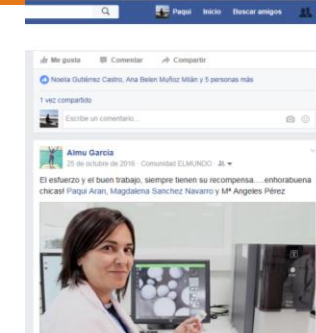 Paqui Inicio Buscar amigos
Me gusta Comentar Compartir
Noelia Gutiérrez Castro, Ana Belen Muñoz Milán y 5 personas más
1 vez compartido
Escribe un comentario...
Almu García
25 de octubre de 2016 · Comunidad ELMUNDO ·
El esfuerzo y el buen trabajo, siempre tienen su recompensa.....enhorabuena
chicas! Paqui Aran, Magdalena Sanchez Navarro y Mª Angeles Pérez